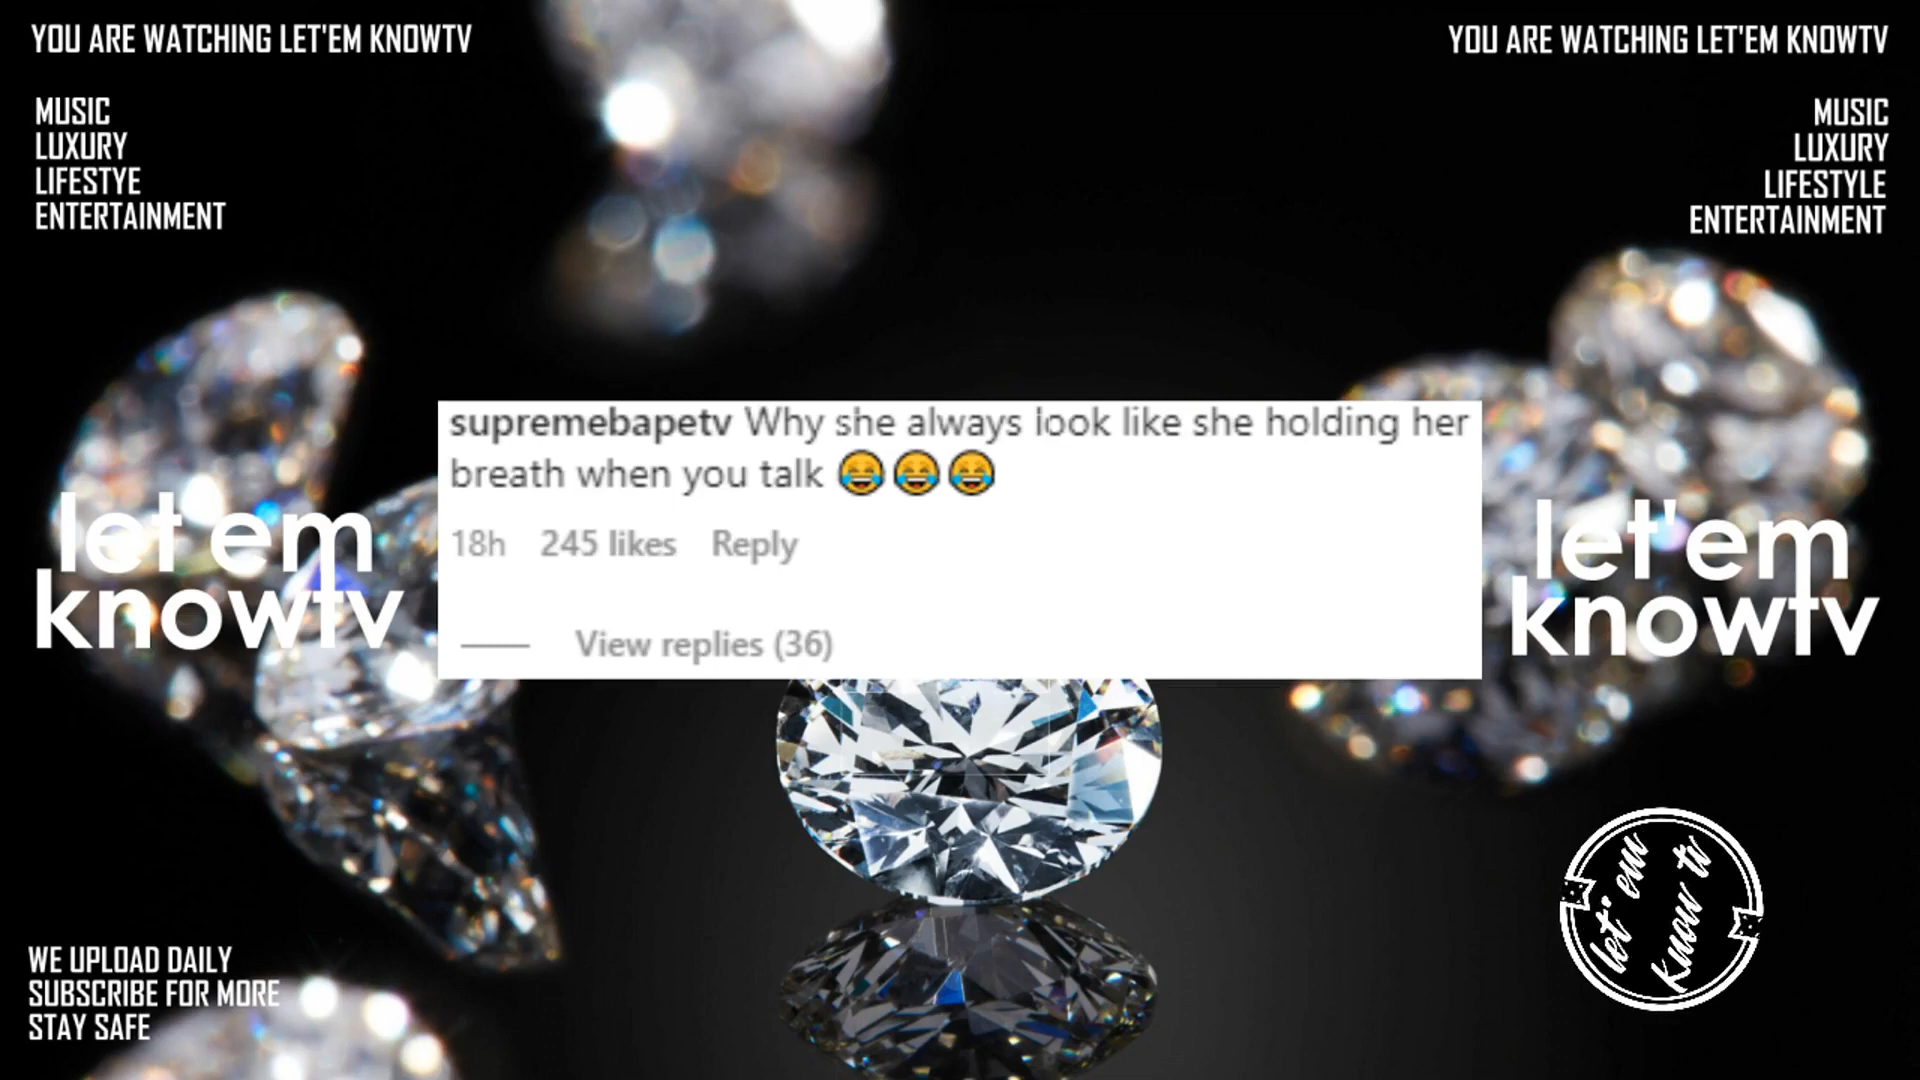 YOU ARE WATCHING LET'EM KNOWTV
MUSIC
LUXURY
LIFESTYE
ENTERTAINMENT
YOU ARE WATCHING LET'EM KNOWTV
MUSIC
LUXURY
LIFESTYLE
ENTERTAINMENT
supremebapetv Why she always look like she holding her
breath when you talk 😂😂😂
18h 245 likes Reply
View replies (36)
let'em
knowtv
let'em
knowtv
WE UPLOAD DAILY
SUBSCRIBE FOR MORE
STAY SAFE
let'em
know tv